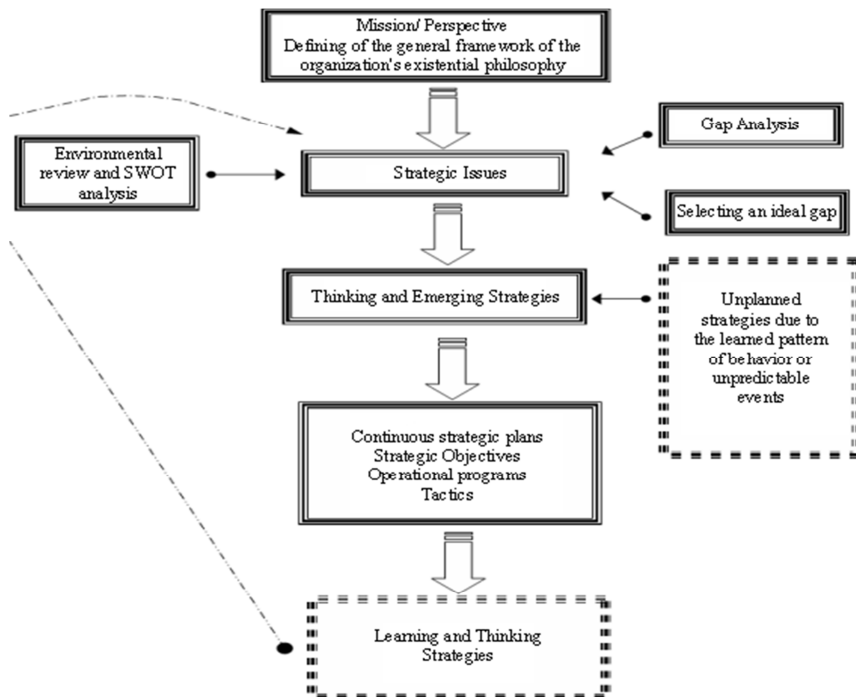 Mission/ Perspective
Defining of the general framework of the
organization's existential philosophy
Gap Analysis
Environmental
review and SWOT
analysis
Strategic Issues
Selecting an ideal gap
Thinking and Emerging Strategies
Unplanned
strategies due to
the learned pattern
of behavior or
unpredictable
events
Continuous strategic plans
Strategic Objectives
Operational programs
Tactics
Learning and Thinking
Strategies